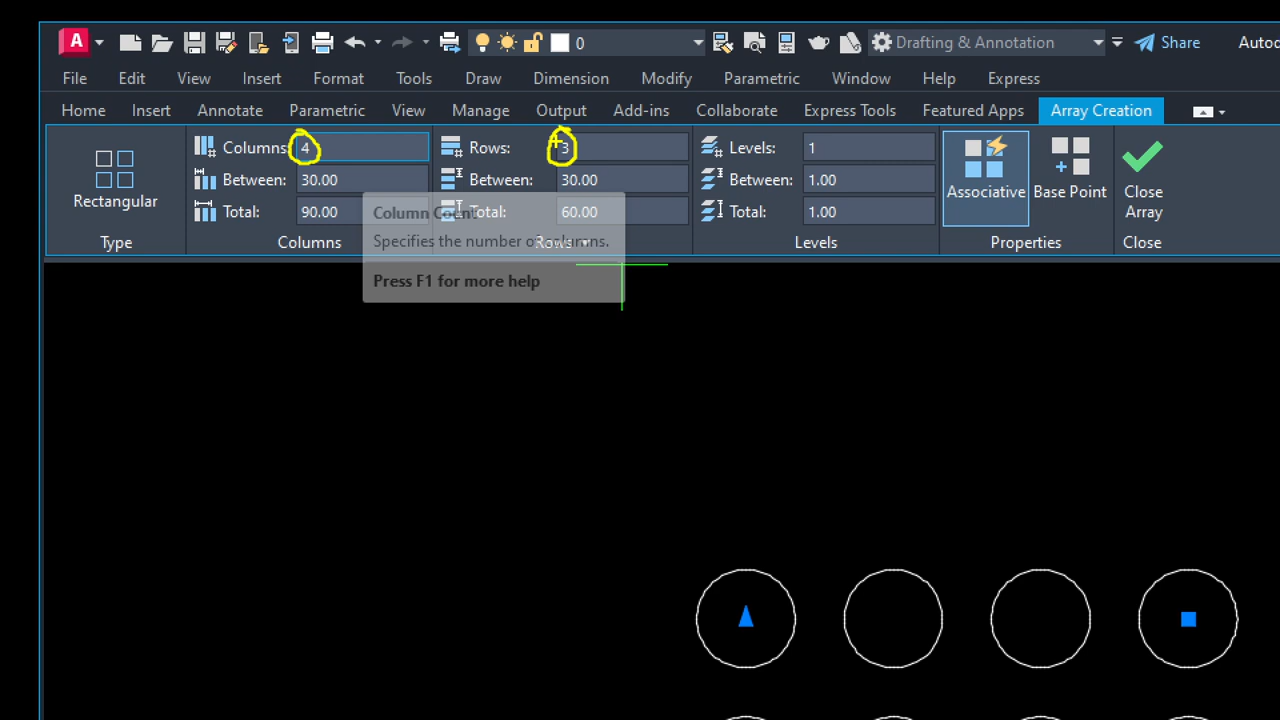 A 0 Drafting & Annotation Share Autod
File Edit View Insert Format Tools Draw Dimension Modify Parametric Window Help Express
Home Insert Annotate Parametric View Manage Output Add-ins Collaborate Express Tools Featured Apps Array Creation
Columns: 4 Rows: 3 Levels: 1
Between: 30.00 Between: 30.00 Between: 1.00
Total: 90.00 Total: 60.00 Total: 1.00
Rectangular Associative Base Point Close Array
Type Columns Rows Levels Properties Close
Column Count
Specifies the number of columns.
Press F1 for more help